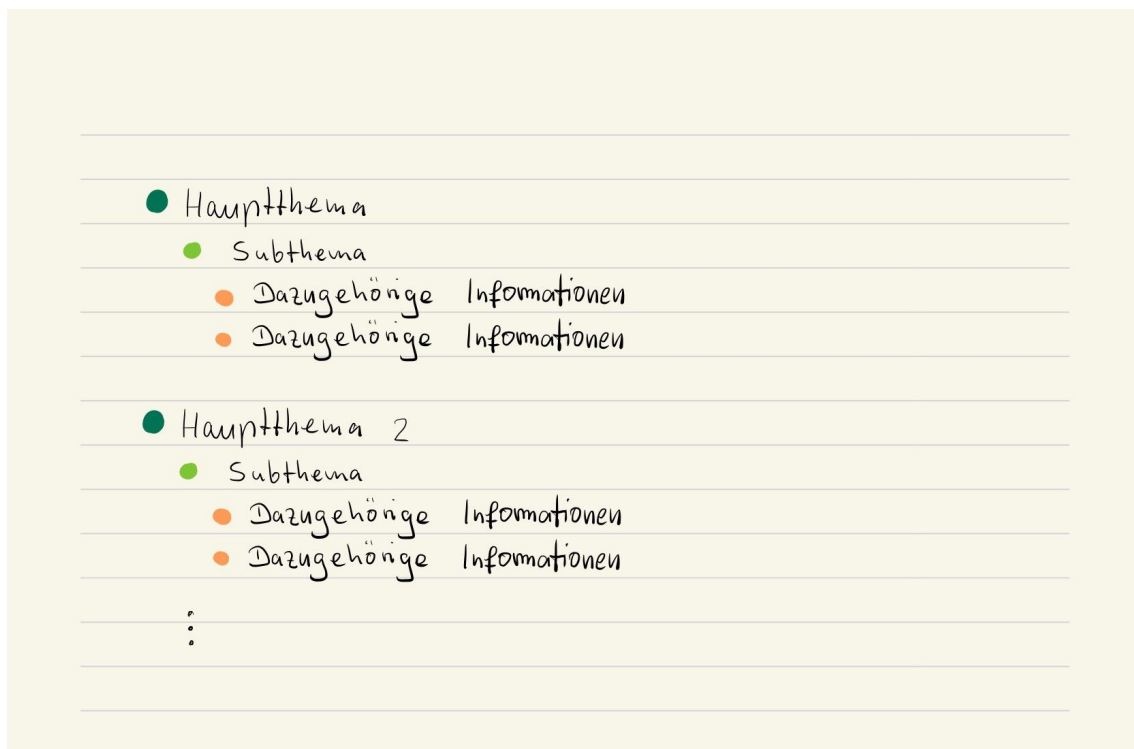 Hauptthema
Subthema
Dazugehörige Informationen
Dazugehörige Informationen
Hauptthema 2
Subthema
Dazugehörige Informationen
Dazugehörige Informationen